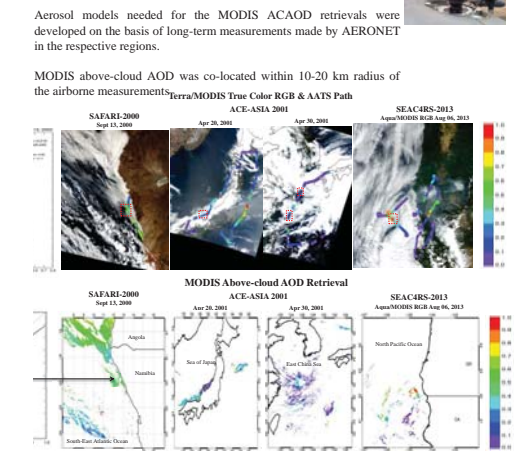 Aerosol models needed for the MODIS ACAOD retrievals were
developed on the basis of long-term measurements made by AERONET
in the respective regions.
MODIS above-cloud AOD was co-located within 10-20 km radius of
the airborne measurements.
Terra/MODIS True Color RGB & AATS Path
SAFARI-2000
Sept 13, 2000
ACE-ASIA 2001
Apr 20, 2001
Apr 30, 2001
SEAC4RS-2013
Aqua/MODIS RGB Aug 06, 2013
MODIS Above-cloud AOD Retrieval
SAFARI-2000
Sept 13, 2000
ACE-ASIA 2001
Apr 20, 2001
Apr 30, 2001
SEAC4RS-2013
Aqua/MODIS RGB Aug 06, 2013
Angola
Namibia
South-East Atlantic Ocean
Sea of Japan
East China Sea
North Pacific Ocean